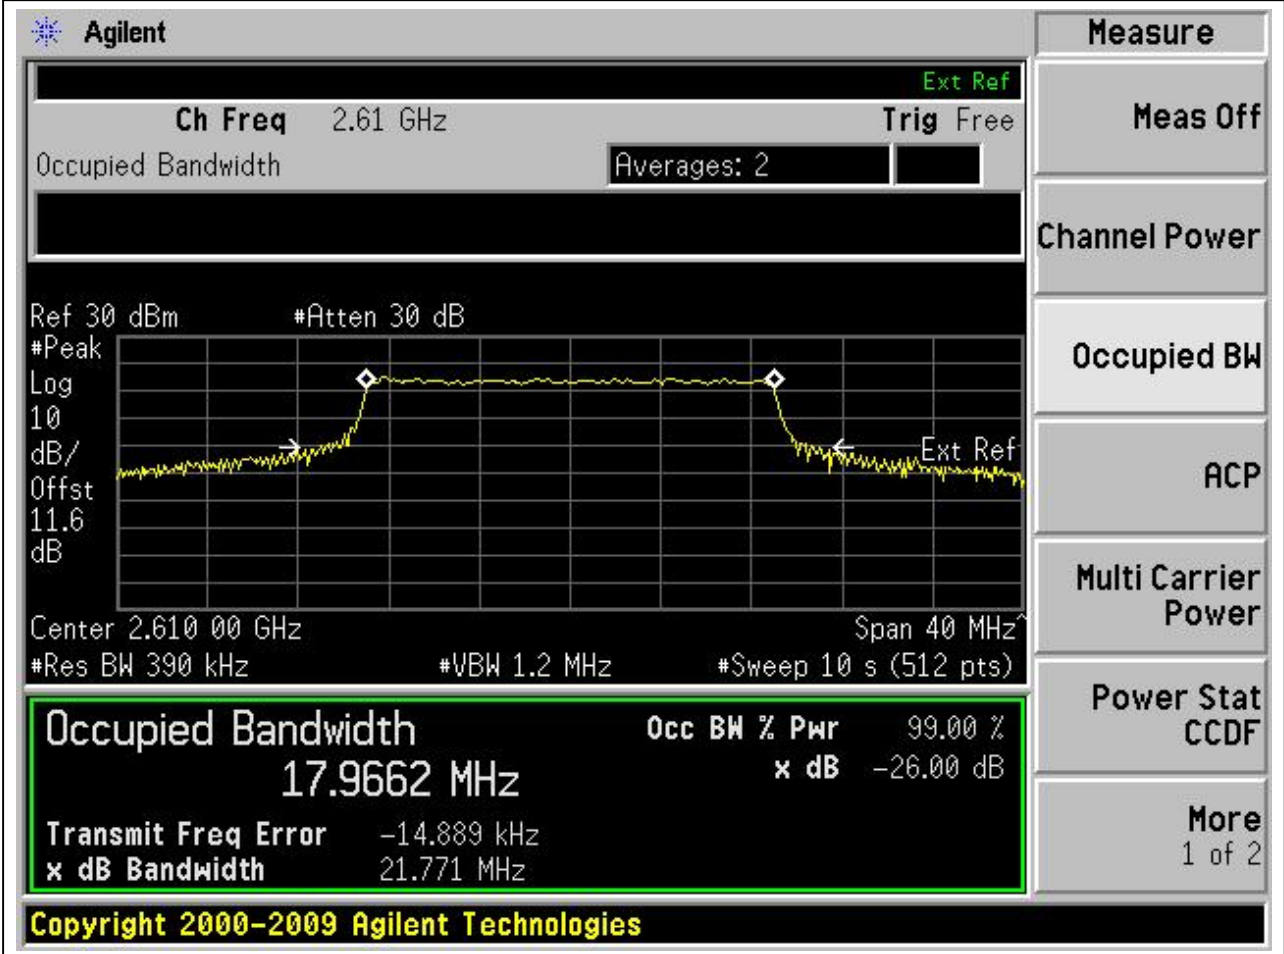 Agilent
Measure
Ext Ref
Ch Freq 2.61 GHz Trig Free
Meas Off
Occupied Bandwidth Averages: 2
Channel Power
Ref 30 dBm #Atten 30 dB
#Peak
Log
10
dB/
Offst
11.6
dB
Ext Ref
Occupied BW
ACP
Center 2.610 00 GHz Span 40 MHz^
#Res BW 390 kHz #VBW 1.2 MHz #Sweep 10 s (512 pts)
Multi Carrier
Power
Occupied Bandwidth Occ BW % Pwr 99.00 %
17.9662 MHz x dB -26.00 dB
Power Stat
CCDF
Transmit Freq Error -14.889 kHz
x dB Bandwidth 21.771 MHz
More
1 of 2
Copyright 2000-2009 Agilent Technologies